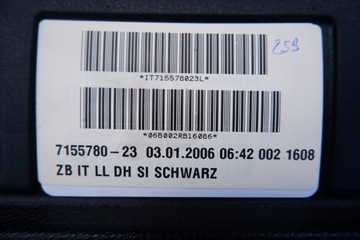 259
*IT715578023L*
*06B002RB16086*
7155780-23 03.01.2006 06:42 002 1608
ZB IT LL DH SI SCHWARZ